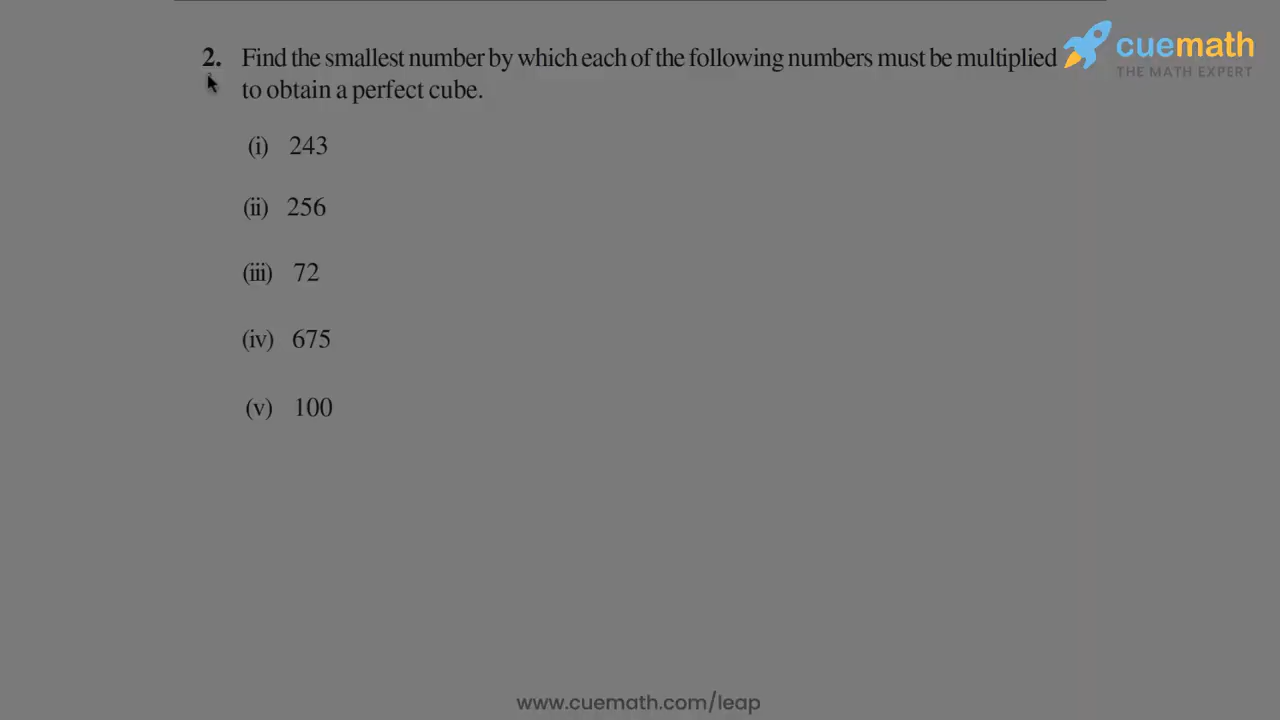 cuemath
THE MATH EXPERT
2. Find the smallest number by which each of the following numbers must be multiplied
to obtain a perfect cube.
(i) 243
(ii) 256
(iii) 72
(iv) 675
(v) 100
www.cuemath.com/leap